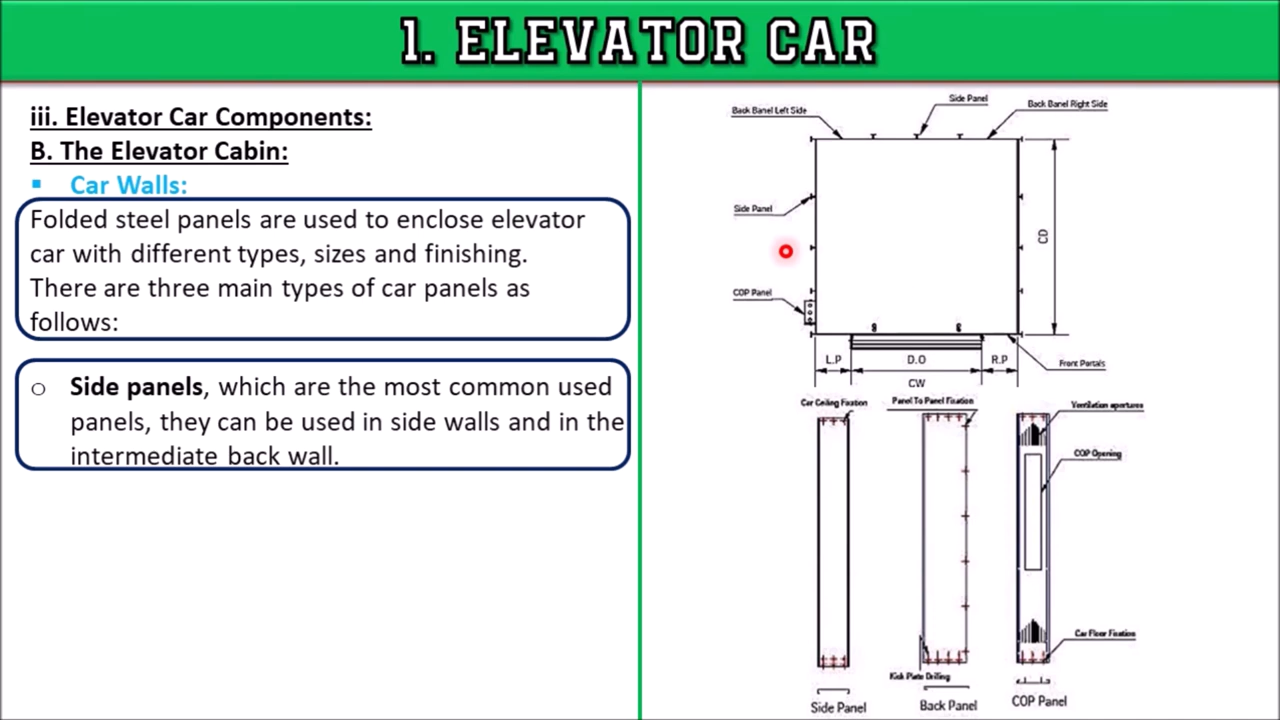 1. ELEVATOR CAR
iii. Elevator Car Components:
B. The Elevator Cabin:
▪ Car Walls:
Folded steel panels are used to enclose elevator
car with different types, sizes and finishing.
There are three main types of car panels as
follows:
o Side panels, which are the most common used
panels, they can be used in side walls and in the
intermediate back wall.
Side Panel
Back Banel Left Side
Back Banel Right Side
Side Panel
CD
COP Panel
L.P
D.O
R.P
Front Portals
CW
Car Ceiling Fixation
Panel To Panel Fixation
Ventilation apertures
COP Opening
Car Floor Fixation
Kick Plate Drilling
Side Panel
Back Panel
COP Panel